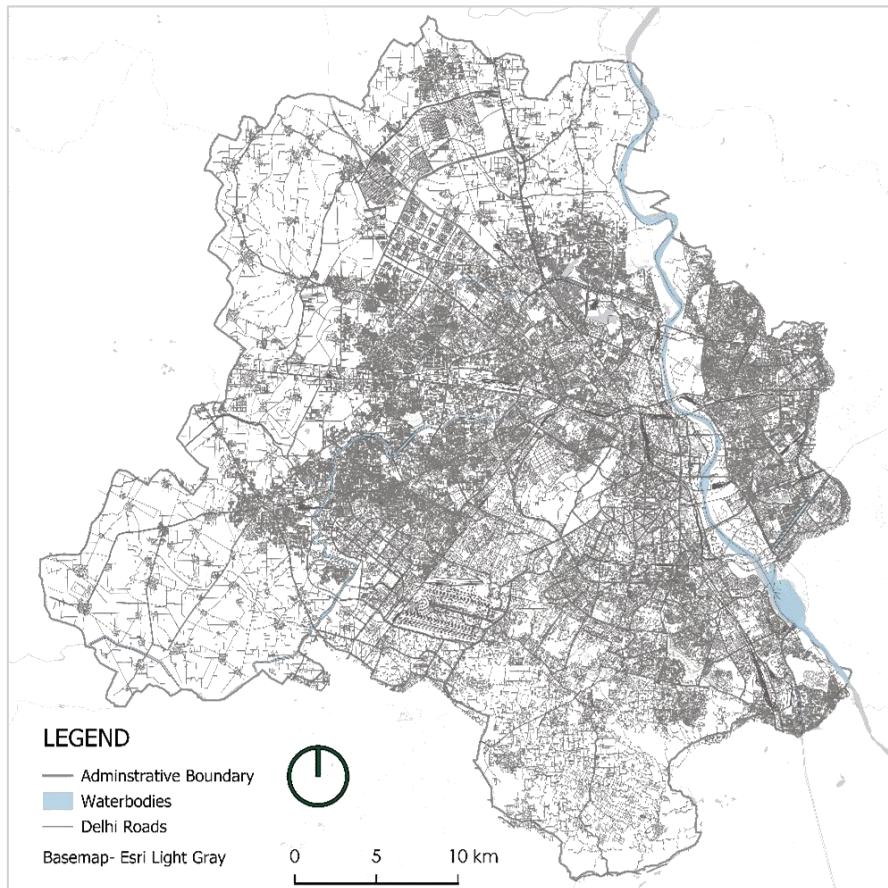 LEGEND
Adminstrative Boundary
Waterbodies
Delhi Roads
Basemap- Esri Light Gray
0 5 10 km